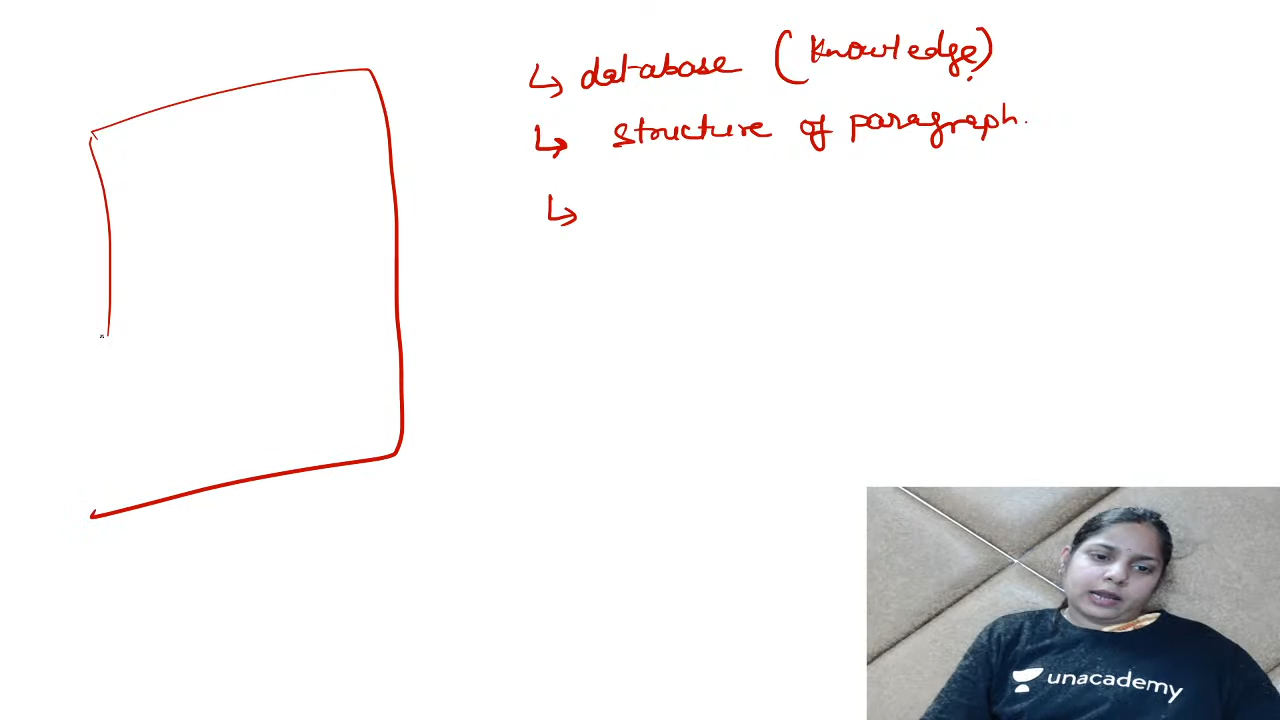 ↳ database (Knowledge)
↳ structure of paragraph.
↳
unacademy